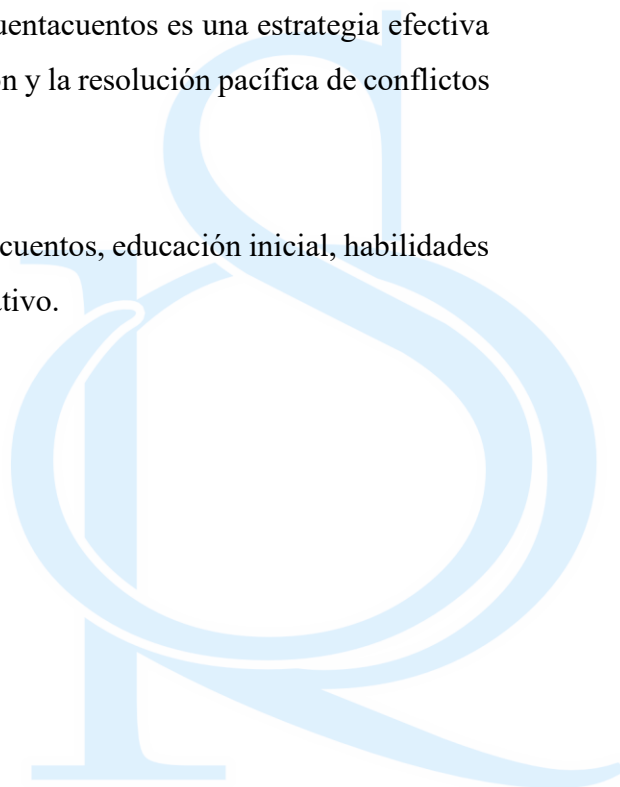 uentacuentos es una estrategia efectiva
n y la resolución pacífica de conflictos
cuentos, educación inicial, habilidades
tivo.